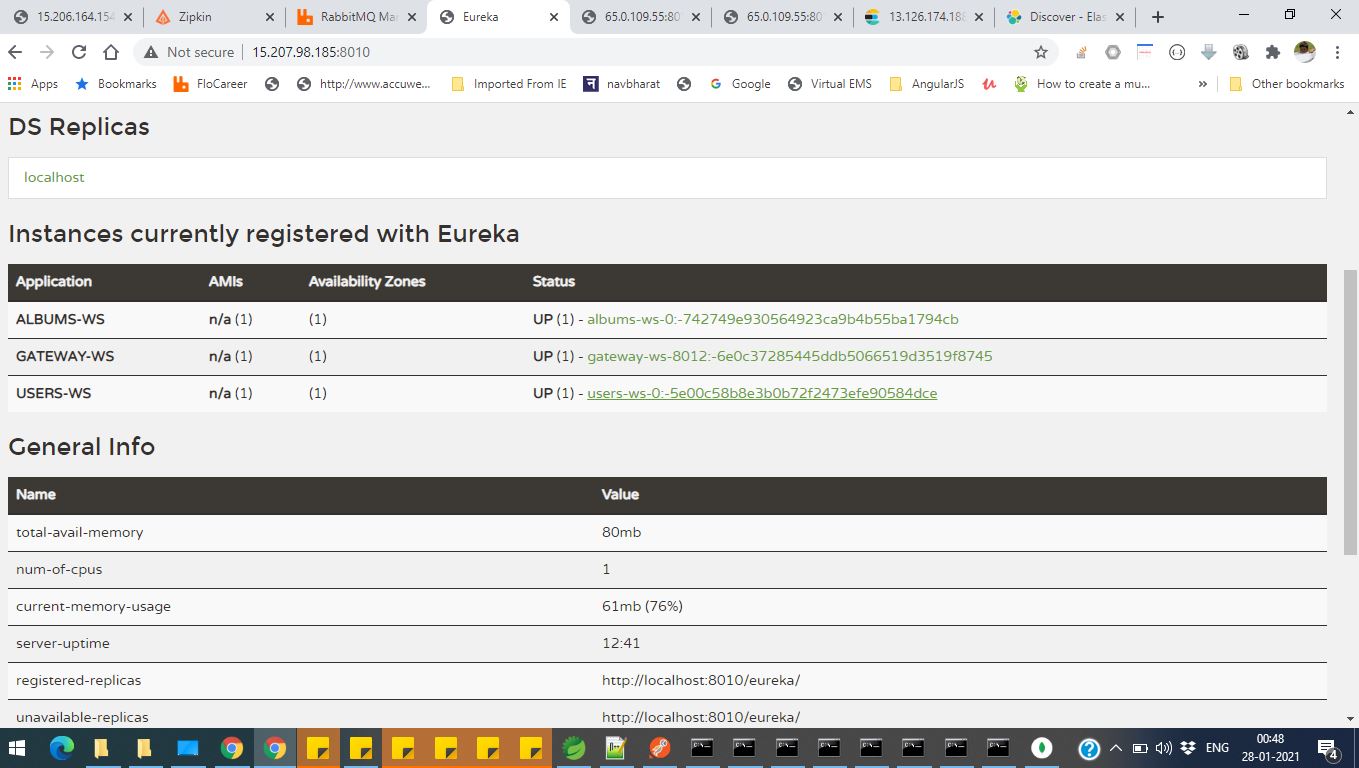 15.206.164.154
Zipkin
RabbitMQ Ma
Eureka
65.0.109.55:80
65.0.109.55:80
13.126.174.188
Discover - Elas
Not secure
15.207.98.185:8010
Apps
Bookmarks
FloCareer
http://www.accuwe...
Imported From IE
navbharat
Google
Virtual EMS
AngularJS
How to create a mu...
»
Other bookmarks
DS Replicas
localhost
Instances currently registered with Eureka
Application AMIs Availability Zones Status
ALBUMS-WS n/a (1) (1) UP (1) - albums-ws-0:-742749e930564923ca9b4b55ba1794cb
GATEWAY-WS n/a (1) (1) UP (1) - gateway-ws-8012:-6e0c37285445ddb5066519d3519f8745
USERS-WS n/a (1) (1) UP (1) - users-ws-0:-5e00c58b8e3b0b72f2473efe90584dce
General Info
Name Value
total-avail-memory 80mb
num-of-cpus 1
current-memory-usage 61mb (76%)
server-uptime 12:41
registered-replicas http://localhost:8010/eureka/
unavailable-replicas http://localhost:8010/eureka/
ENG
00:48
28-01-2021
4